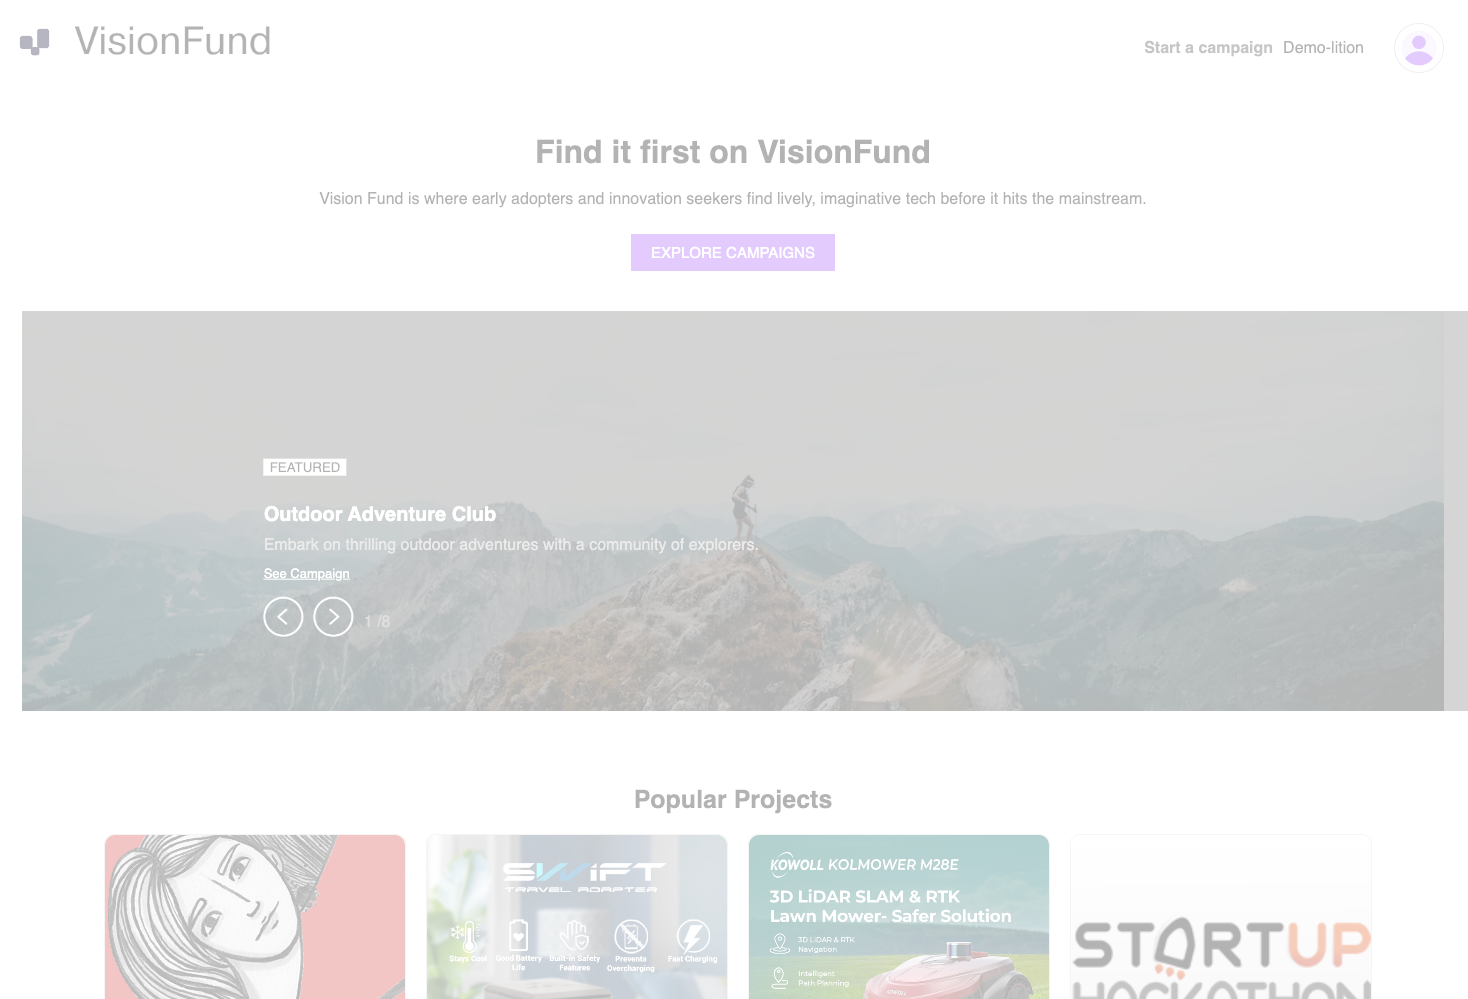 VisionFund
Start a campaign Demo-lition
Find it first on VisionFund
Vision Fund is where early adopters and innovation seekers find lively, imaginative tech before it hits the mainstream.
EXPLORE CAMPAIGNS
FEATURED
Outdoor Adventure Club
Embark on thrilling outdoor adventures with a community of explorers.
See Campaign
1 /8
Popular Projects
SWiFT
TRAVEL ADAPTER
Stays Cool
Good Battery
Life
Built-in Safety
Features
Prevents
Overcharging
Fast Charging
KOWOLL KOLMOWER M28E
3D LiDAR SLAM & RTK
Lawn Mower- Safer Solution
3D LiDAR & RTK
Navigation
Intelligent
Path Planning
STARTUP
HACKATHON